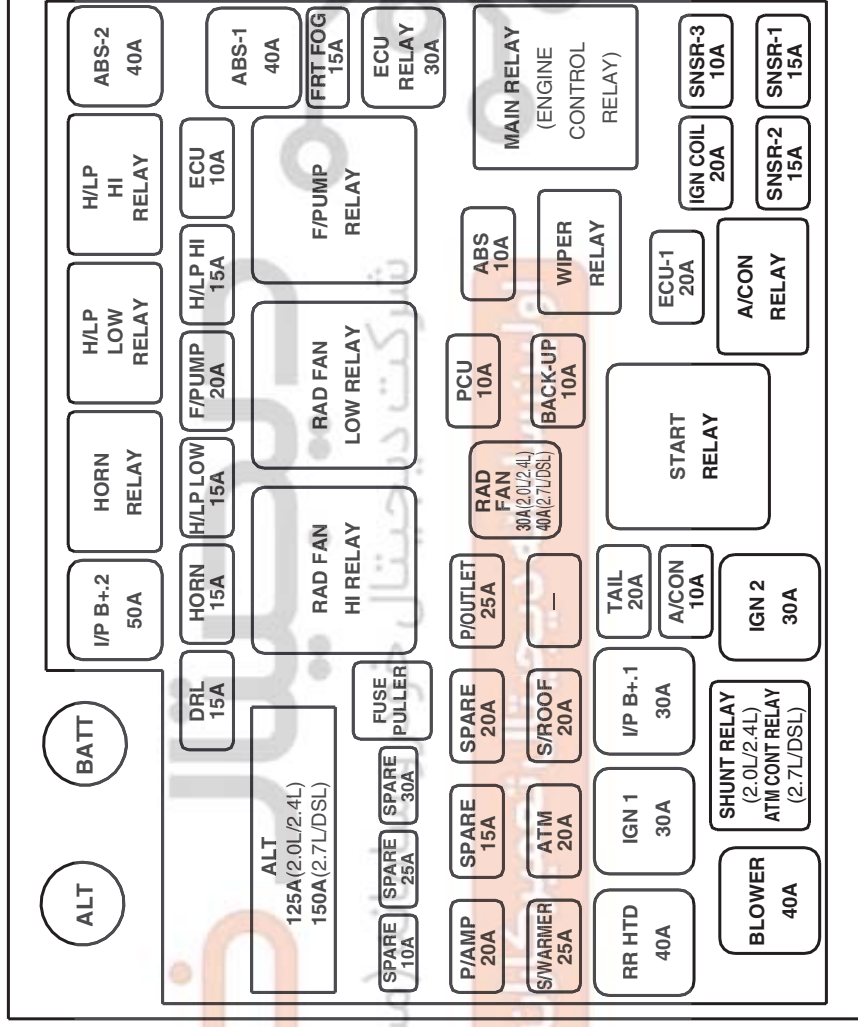 ABS-2
40A
ABS-1
40A
FRT FOG
15A
ECU
RELAY
30A
MAIN RELAY
(ENGINE
CONTROL
RELAY)
SNSR-3
10A
SNSR-1
15A
H/LP
HI
RELAY
ECU
10A
F/PUMP
RELAY
IGN COIL
20A
SNSR-2
15A
H/LP HI
15A
ABS
10A
WIPER
RELAY
ECU-1
20A
A/CON
RELAY
H/LP
LOW
RELAY
F/PUMP
20A
RAD FAN
LOW RELAY
PCU
10A
BACK-UP
10A
START
RELAY
HORN
RELAY
H/LP LOW
15A
RAD
FAN
30A(2.0L/2.4L)
40A(2.7L/DSL)
I/P B+.2
50A
HORN
15A
RAD FAN
HI RELAY
P/OUTLET
25A
—
TAIL
20A
A/CON
10A
IGN 2
30A
BATT
DRL
15A
FUSE
PULLER
SPARE
20A
S/ROOF
20A
I/P B+.1
30A
SHUNT RELAY
(2.0L/2.4L)
ATM CONT RELAY
(2.7L/DSL)
ALT
ALT
125A(2.0L/2.4L)
150A(2.7L/DSL)
SPARE
30A
SPARE
25A
SPARE
10A
SPARE
15A
ATM
20A
IGN 1
30A
P/AMP
20A
S/WARMER
25A
RR HTD
40A
BLOWER
40A
شرکت دیجیتال خودرو